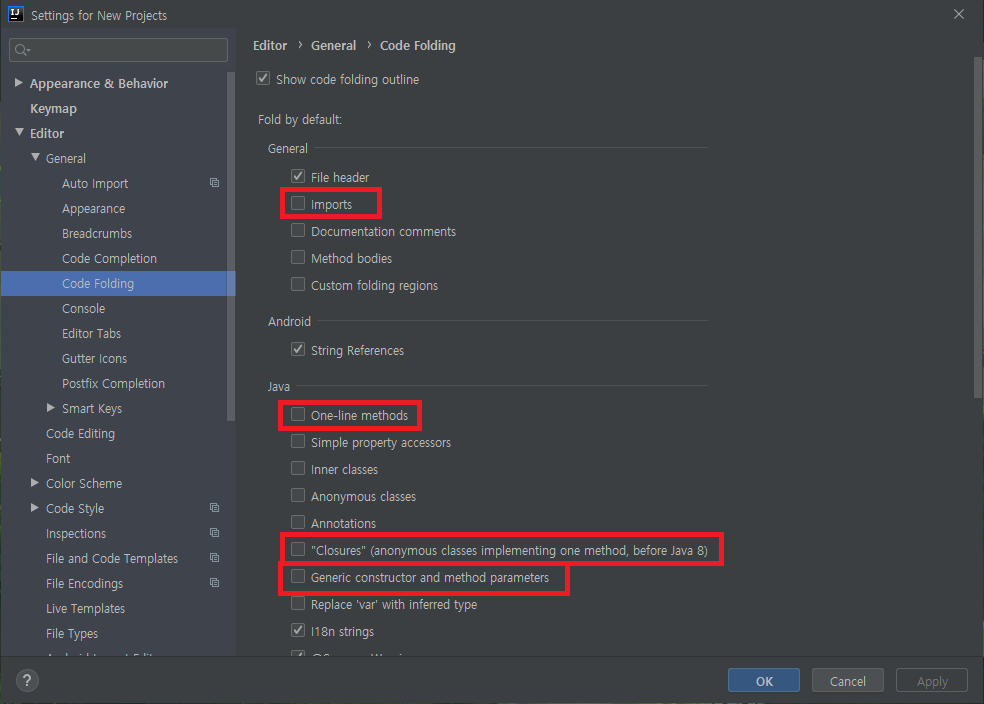 IJ Settings for New Projects
Editor › General › Code Folding
Appearance & Behavior
Keymap
Editor
General
Auto Import
Appearance
Breadcrumbs
Code Completion
Code Folding
Console
Editor Tabs
Gutter Icons
Postfix Completion
Smart Keys
Code Editing
Font
Color Scheme
Code Style
Inspections
File and Code Templates
File Encodings
Live Templates
File Types
Show code folding outline
Fold by default:
General
File header
Imports
Documentation comments
Method bodies
Custom folding regions
Android
String References
Java
One-line methods
Simple property accessors
Inner classes
Anonymous classes
Annotations
"Closures" (anonymous classes implementing one method, before Java 8)
Generic constructor and method parameters
Replace 'var' with inferred type
I18n strings
?
OK
Cancel
Apply